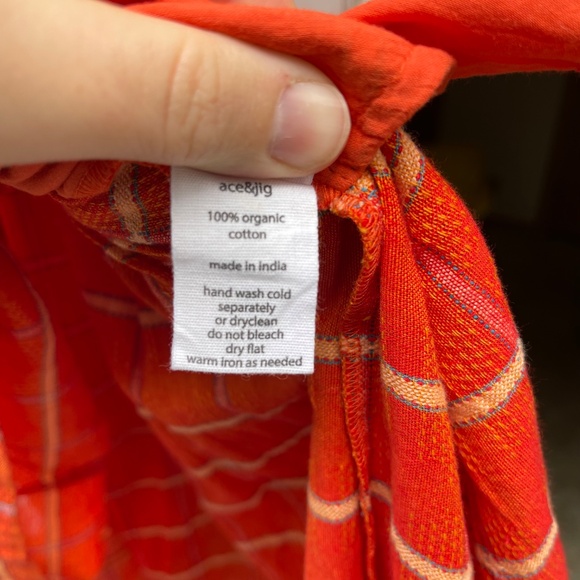 ace&jig
100% organic
cotton
made in india
hand wash cold
separately
or dryclean
do not bleach
dry flat
warm iron as needed